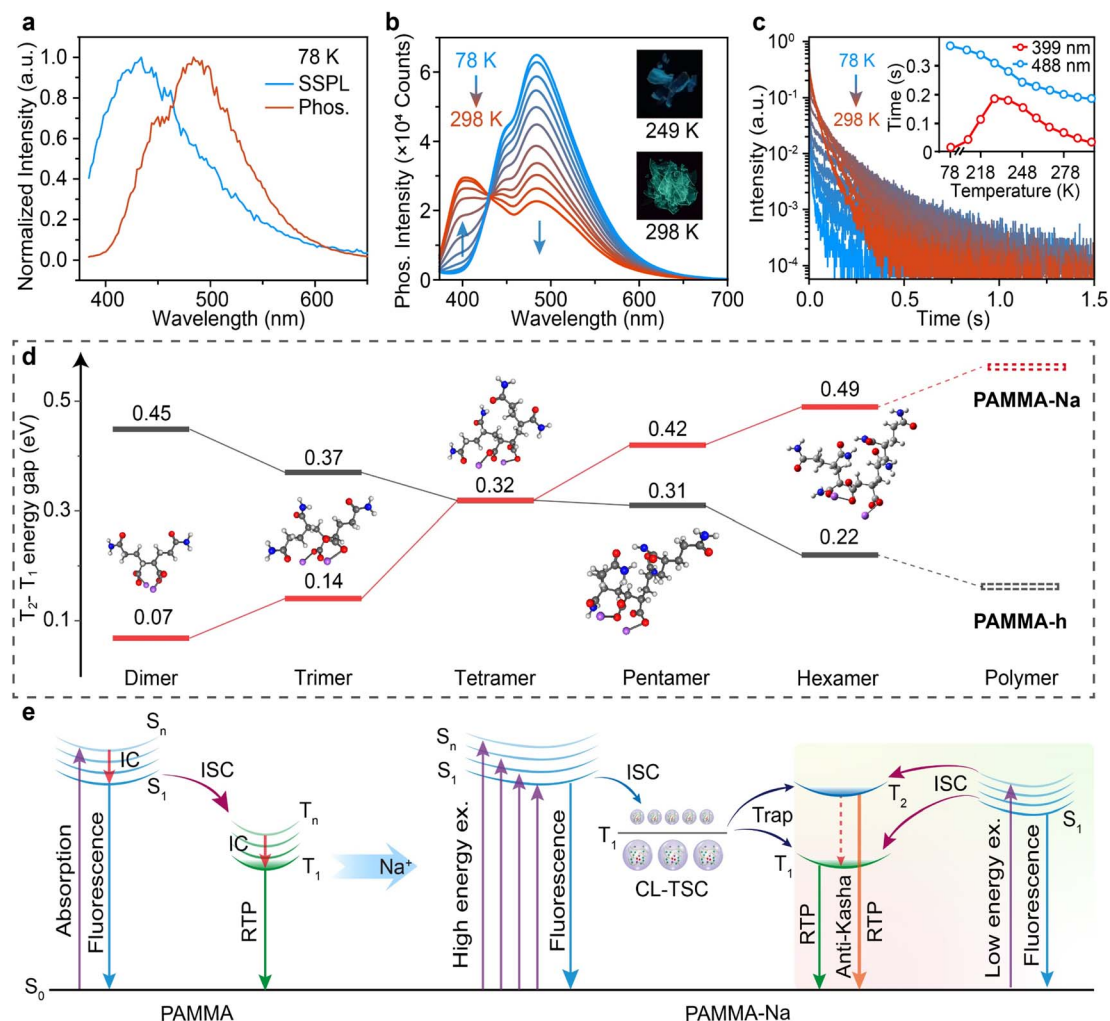 a
Normalized Intensity (a.u.)
1.0
0.8
0.6
0.4
0.2
0.0
78 K
SSPL
Phos.
400 500 600
Wavelength (nm)
b
Phos. Intensity (×10⁴ Counts)
6
4
2
0
78 K
298 K
249 K
298 K
400 450 500 550 600 650 700
Wavelength (nm)
c
Intensity (a.u.)
10⁰
10⁻¹
10⁻²
10⁻³
10⁻⁴
78 K
298 K
Time (s)
0.3
0.0
399 nm
488 nm
78 218 248 278
Temperature (K)
0.0 0.5 1.0 1.5
Time (s)
d
T₂- T₁ energy gap (eV)
0.5
0.3
0.1
0.45
0.37
0.32
0.31
0.22
0.07
0.14
0.42
0.49
PAMMA-Na
PAMMA-h
Dimer Trimer Tetramer Pentamer Hexamer Polymer
e
Sₙ
IC
S₁
ISC
Tₙ
IC
T₁
Absorption
Fluorescence
RTP
Na⁺
Sₙ
S₁
ISC
High energy ex.
Fluorescence
T₁
CL-TSC
Trap
T₂
T₁
ISC
S₁
RTP
Anti-Kasha
RTP
Low energy ex.
Fluorescence
S₀
PAMMA PAMMA-Na